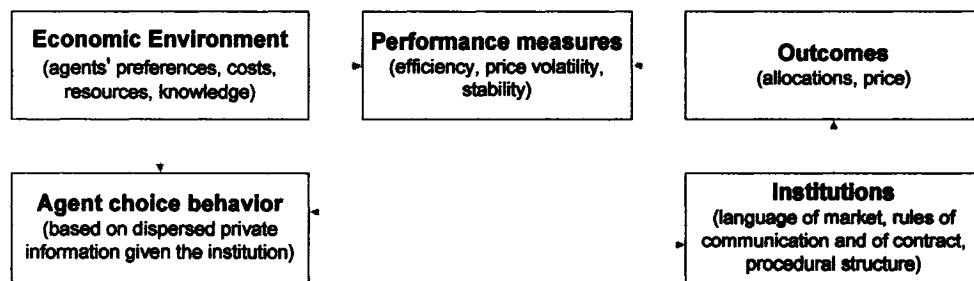 Economic Environment
(agents' preferences, costs,
resources, knowledge)
Performance measures
(efficiency, price volatility,
stability)
Outcomes
(allocations, price)
Agent choice behavior
(based on dispersed private
information given the institution)
Institutions
(language of market, rules of
communication and of contract,
procedural structure)